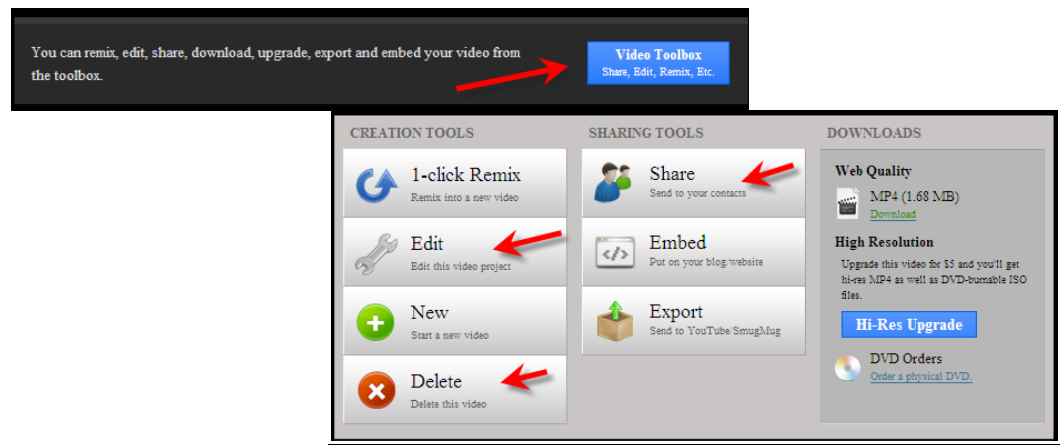 You can remix, edit, share, download, upgrade, export and embed your video from
the toolbox.
Video Toolbox
Share, Edit, Remix, Etc.
CREATION TOOLS
1-click Remix
Remix into a new video
Edit
Edit this video project
New
Start a new video
Delete
Delete this video
SHARING TOOLS
Share
Send to your contacts
Embed
Put on your blog/website
Export
Send to YouTube/SmugMug
DOWNLOADS
Web Quality
MP4 (1.68 MB)
Download
High Resolution
Upgrade this video for $5 and you'll get
hi-res MP4 as well as DVD-burnable ISO
files.
Hi-Res Upgrade
DVD Orders
Order a physical DVD.